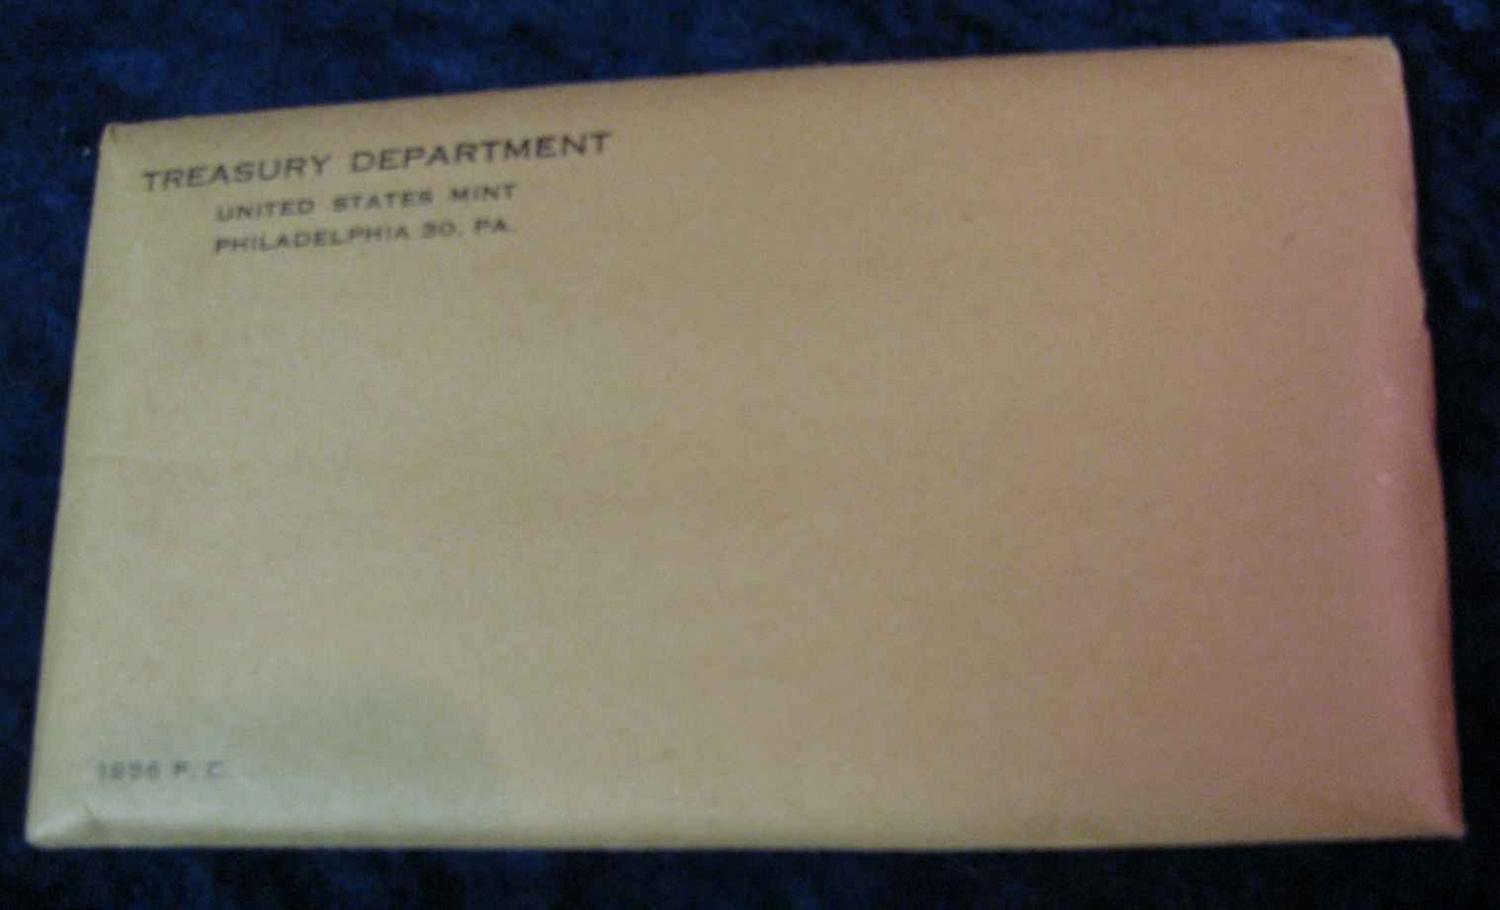 TREASURY DEPARTMENT
UNITED STATES MINT
PHILADELPHIA 30, PA.
1956 P. C.